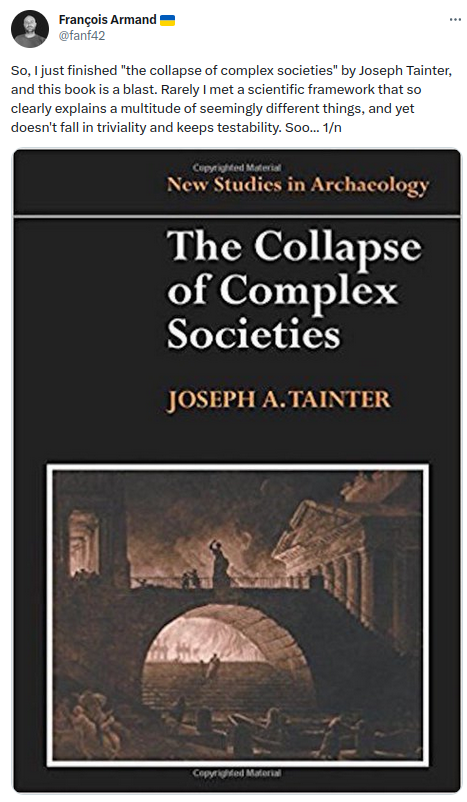 François Armand 🇺🇦
@fanf42
So, I just finished "the collapse of complex societies" by Joseph Tainter,
and this book is a blast. Rarely I met a scientific framework that so
clearly explains a multitude of seemingly different things, and yet
doesn't fall in triviality and keeps testability. Soo... 1/n
Copyrighted Material
New Studies in Archaeology
The Collapse
of Complex
Societies
JOSEPH A. TAINTER
Copyrighted Material